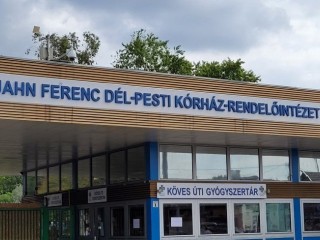 JAHN FERENC DÉL-PESTI KÓRHÁZ-RENDELŐINTÉZET
KÖVES ÚTI GYÓGYSZERTÁR